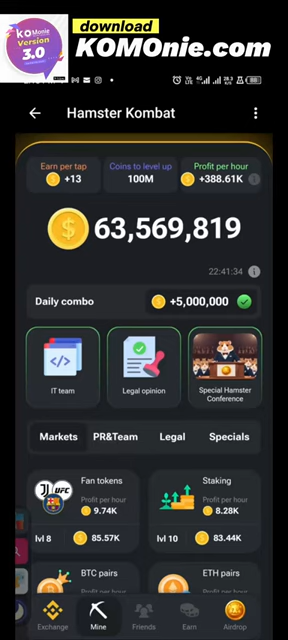 download
KOMOnie.com
koMonie
Version
3.0
Hamster Kombat
Earn per tap
+13
Coins to level up
100M
Profit per hour
+388.61K
63,569,819
22:41:34
Daily combo
+5,000,000
IT team
Legal opinion
Special Hamster
Conference
Markets
PR&Team
Legal
Specials
Fan tokens
Profit per hour
9.74K
lvl 8
85.57K
Staking
Profit per hour
8.28K
lvl 10
83.44K
BTC pairs
ETH pairs
Exchange
Mine
Friends
Earn
Airdrop